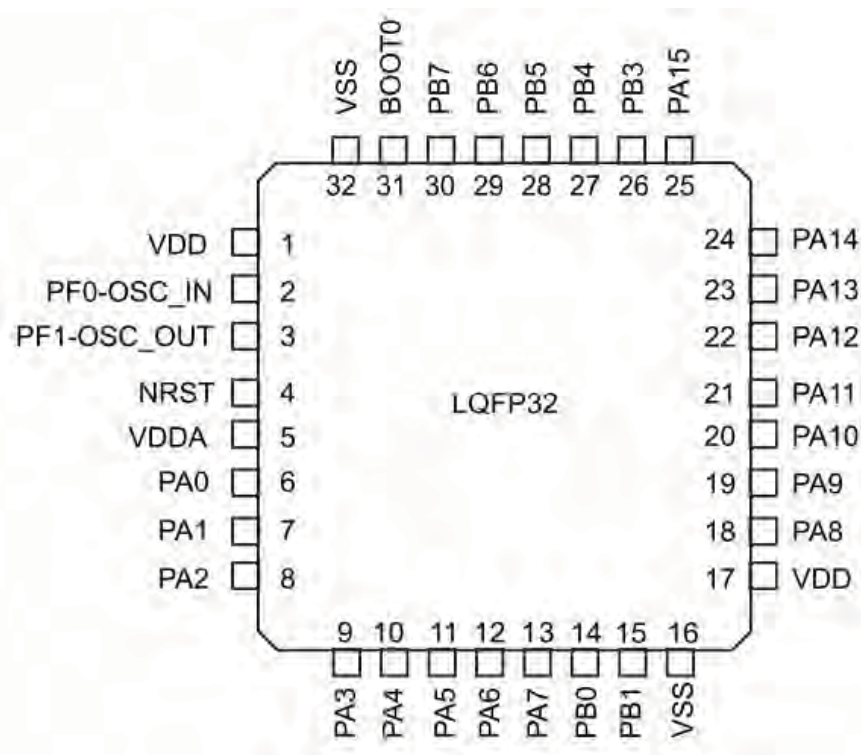 VSS BOOT0 PB7 PB6 PB5 PB4 PB3 PA15
32 31 30 29 28 27 26 25
VDD 1 24 PA14
PF0-OSC_IN 2 23 PA13
PF1-OSC_OUT 3 22 PA12
NRST 4 LQFP32 21 PA11
VDDA 5 20 PA10
PA0 6 19 PA9
PA1 7 18 PA8
PA2 8 17 VDD
9 10 11 12 13 14 15 16
PA3 PA4 PA5 PA6 PA7 PB0 PB1 VSS